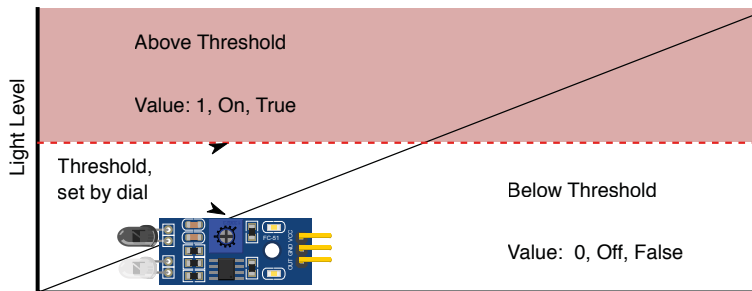 Above Threshold
Value: 1, On, True
Light Level
Threshold,
set by dial
Below Threshold
Value: 0, Off, False
FC-51
OUT GND VCC